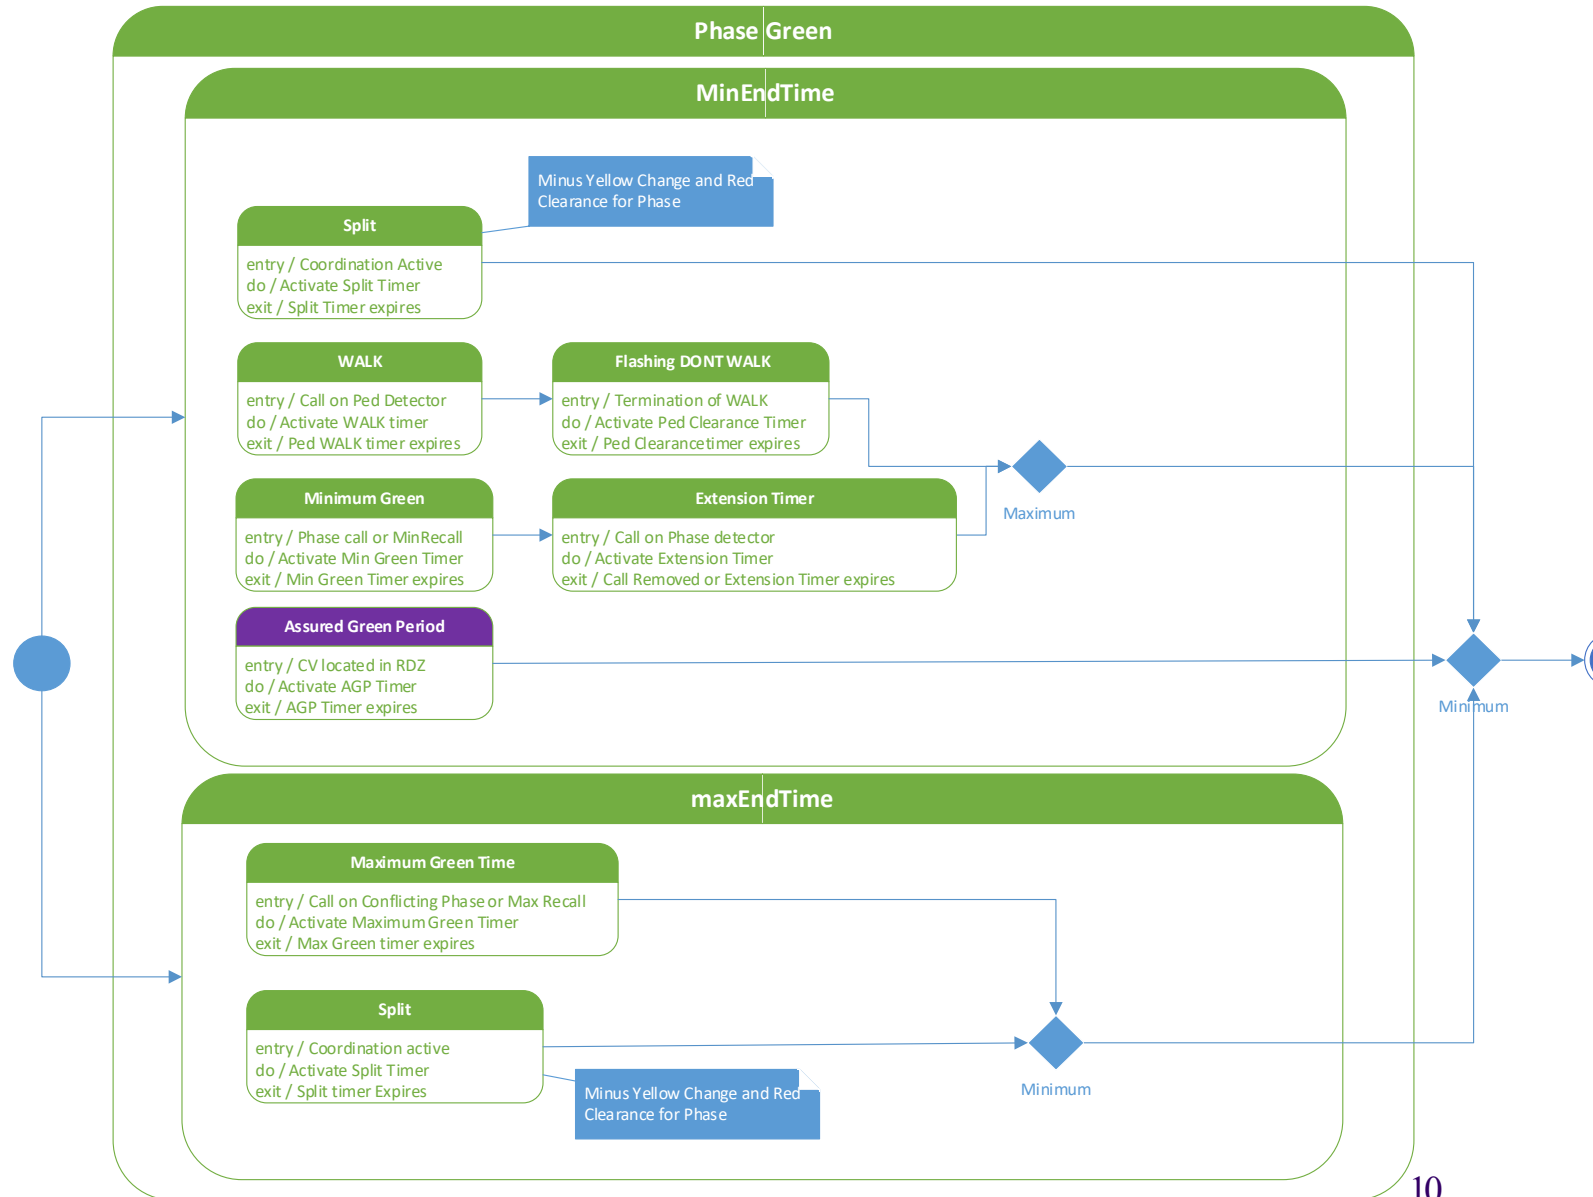 Phase Green
MinEndTime
Minus Yellow Change and Red
Clearance for Phase
Split
entry / Coordination Active
do / Activate Split Timer
exit / Split Timer expires
WALK
entry / Call on Ped Detector
do / Activate WALK timer
exit / Ped WALK timer expires
Flashing DONT WALK
entry / Termination of WALK
do / Activate Ped Clearance Timer
exit / Ped Clearancetimer expires
Maximum
Minimum Green
entry / Phase call or MinRecall
do / Activate Min Green Timer
exit / Min Green Timer expires
Extension Timer
entry / Call on Phase detector
do / Activate Extension Timer
exit / Call Removed or Extension Timer expires
Assured Green Period
entry / CV located in RDZ
do / Activate AGP Timer
exit / AGP Timer expires
Minimum
maxEndTime
Maximum Green Time
entry / Call on Conflicting Phase or Max Recall
do / Activate Maximum Green Timer
exit / Max Green timer expires
Split
entry / Coordination active
do / Activate Split Timer
exit / Split timer Expires
Minus Yellow Change and Red
Clearance for Phase
Minimum
10